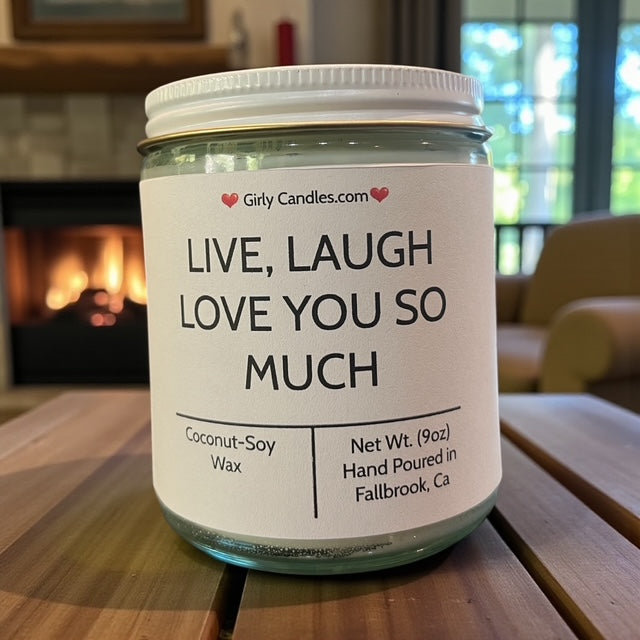 Girly Candles.com
LIVE, LAUGH
LOVE YOU SO
MUCH
Coconut-Soy
Wax
Net Wt. (9oz)
Hand Poured in
Fallbrook, Ca